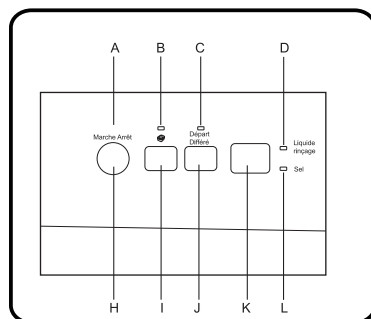 A B C D
Marche Arrêt
Départ
Différé
Liquide
rinçage
Sel
H I J K L